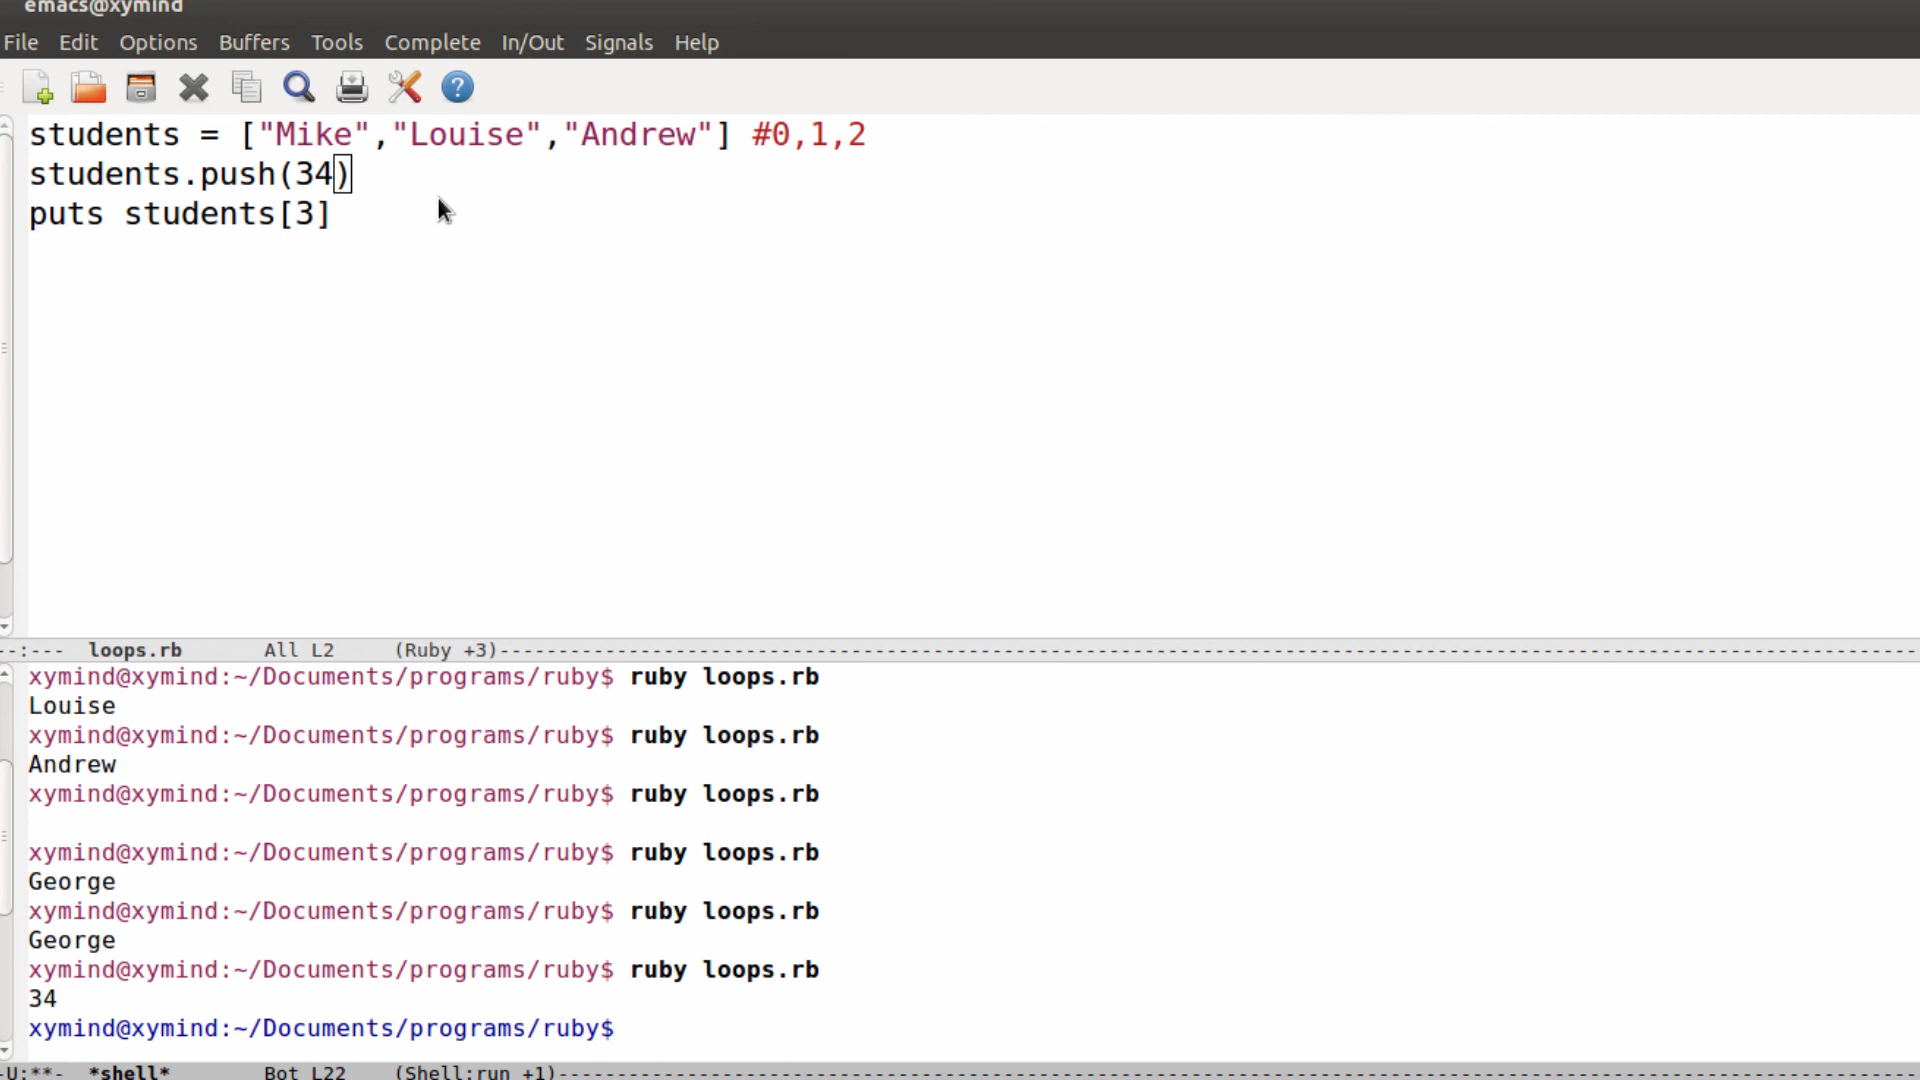 emacs@xymind
File Edit Options Buffers Tools Complete In/Out Signals Help
students = ["Mike","Louise","Andrew"] #0,1,2
students.push(34)
puts students[3]
--:--- loops.rb All L2 (Ruby +3)------------------------------------------------------------------------------------------
xymind@xymind:~/Documents/programs/ruby$ ruby loops.rb
Louise
xymind@xymind:~/Documents/programs/ruby$ ruby loops.rb
Andrew
xymind@xymind:~/Documents/programs/ruby$ ruby loops.rb
xymind@xymind:~/Documents/programs/ruby$ ruby loops.rb
George
xymind@xymind:~/Documents/programs/ruby$ ruby loops.rb
George
xymind@xymind:~/Documents/programs/ruby$ ruby loops.rb
34
xymind@xymind:~/Documents/programs/ruby$
-U:**- *shell* Bot L22 (Shell:run +1)----------------------------------------------------------------------------------